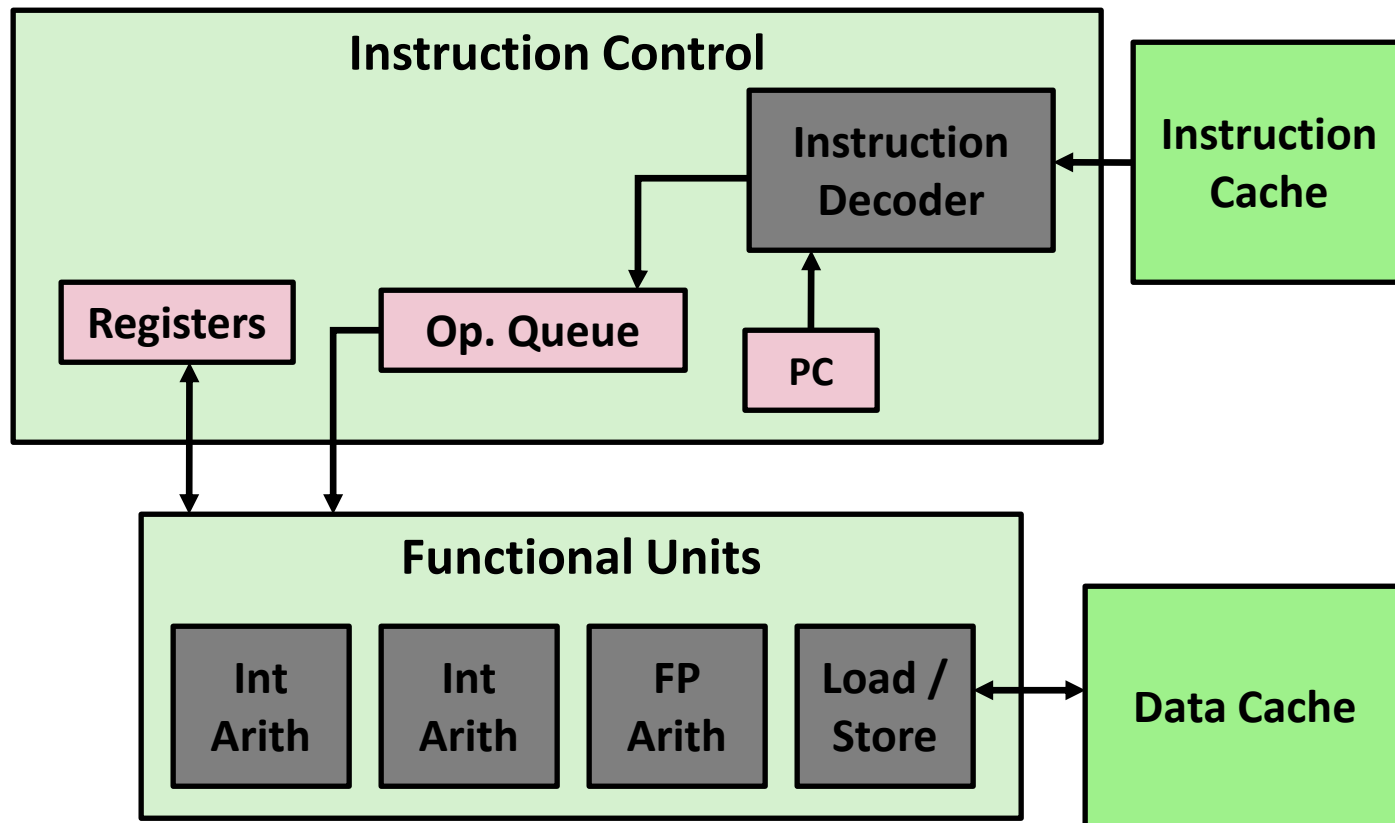 Instruction Control
Instruction
Decoder
Instruction
Cache
Registers
Op. Queue
PC
Functional Units
Int
Arith
Int
Arith
FP
Arith
Load /
Store
Data Cache